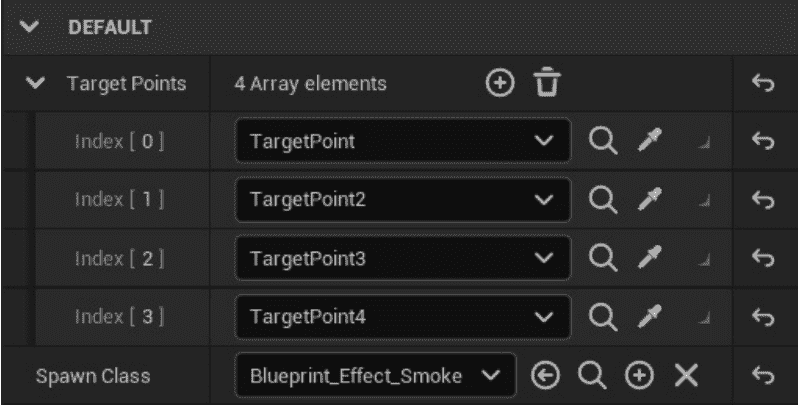 DEFAULT
Target Points 4 Array elements
Index [ 0 ] TargetPoint
Index [ 1 ] TargetPoint2
Index [ 2 ] TargetPoint3
Index [ 3 ] TargetPoint4
Spawn Class Blueprint_Effect_Smoke